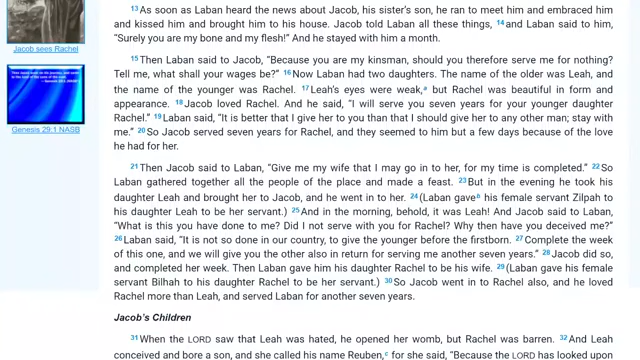 13 As soon as Laban heard the news about Jacob, his sister's son, he ran to meet him and embraced him
and kissed him and brought him to his house. Jacob told Laban all these things, 14 and Laban said to him,
"Surely you are my bone and my flesh!" And he stayed with him a month.
Jacob sees Rachel
15 Then Laban said to Jacob, "Because you are my kinsman, should you therefore serve me for nothing?
Tell me, what shall your wages be?" 16 Now Laban had two daughters. The name of the older was Leah, and
the name of the younger was Rachel. 17 Leah's eyes were weak,a but Rachel was beautiful in form and
appearance. 18 Jacob loved Rachel. And he said, "I will serve you seven years for your younger daughter
Rachel." 19 Laban said, "It is better that I give her to you than that I should give her to any other man; stay with
me." 20 So Jacob served seven years for Rachel, and they seemed to him but a few days because of the love
he had for her.
Genesis 29:1 NASB
21 Then Jacob said to Laban, "Give me my wife that I may go in to her, for my time is completed." 22 So
Laban gathered together all the people of the place and made a feast. 23 But in the evening he took his
daughter Leah and brought her to Jacob, and he went in to her. 24 (Laban gaveb his female servant Zilpah to
his daughter Leah to be her servant.) 25 And in the morning, behold, it was Leah! And Jacob said to Laban,
"What is this you have done to me? Did I not serve with you for Rachel? Why then have you deceived me?"
26 Laban said, "It is not so done in our country, to give the younger before the firstborn. 27 Complete the week
of this one, and we will give you the other also in return for serving me another seven years." 28 Jacob did so,
and completed her week. Then Laban gave him his daughter Rachel to be his wife. 29 (Laban gave his female
servant Bilhah to his daughter Rachel to be her servant.) 30 So Jacob went in to Rachel also, and he loved
Rachel more than Leah, and served Laban for another seven years.
Jacob's Children
31 When the LORD saw that Leah was hated, he opened her womb, but Rachel was barren. 32 And Leah
conceived and bore a son, and she called his name Reuben,c for she said, "Because the LORD has looked upon